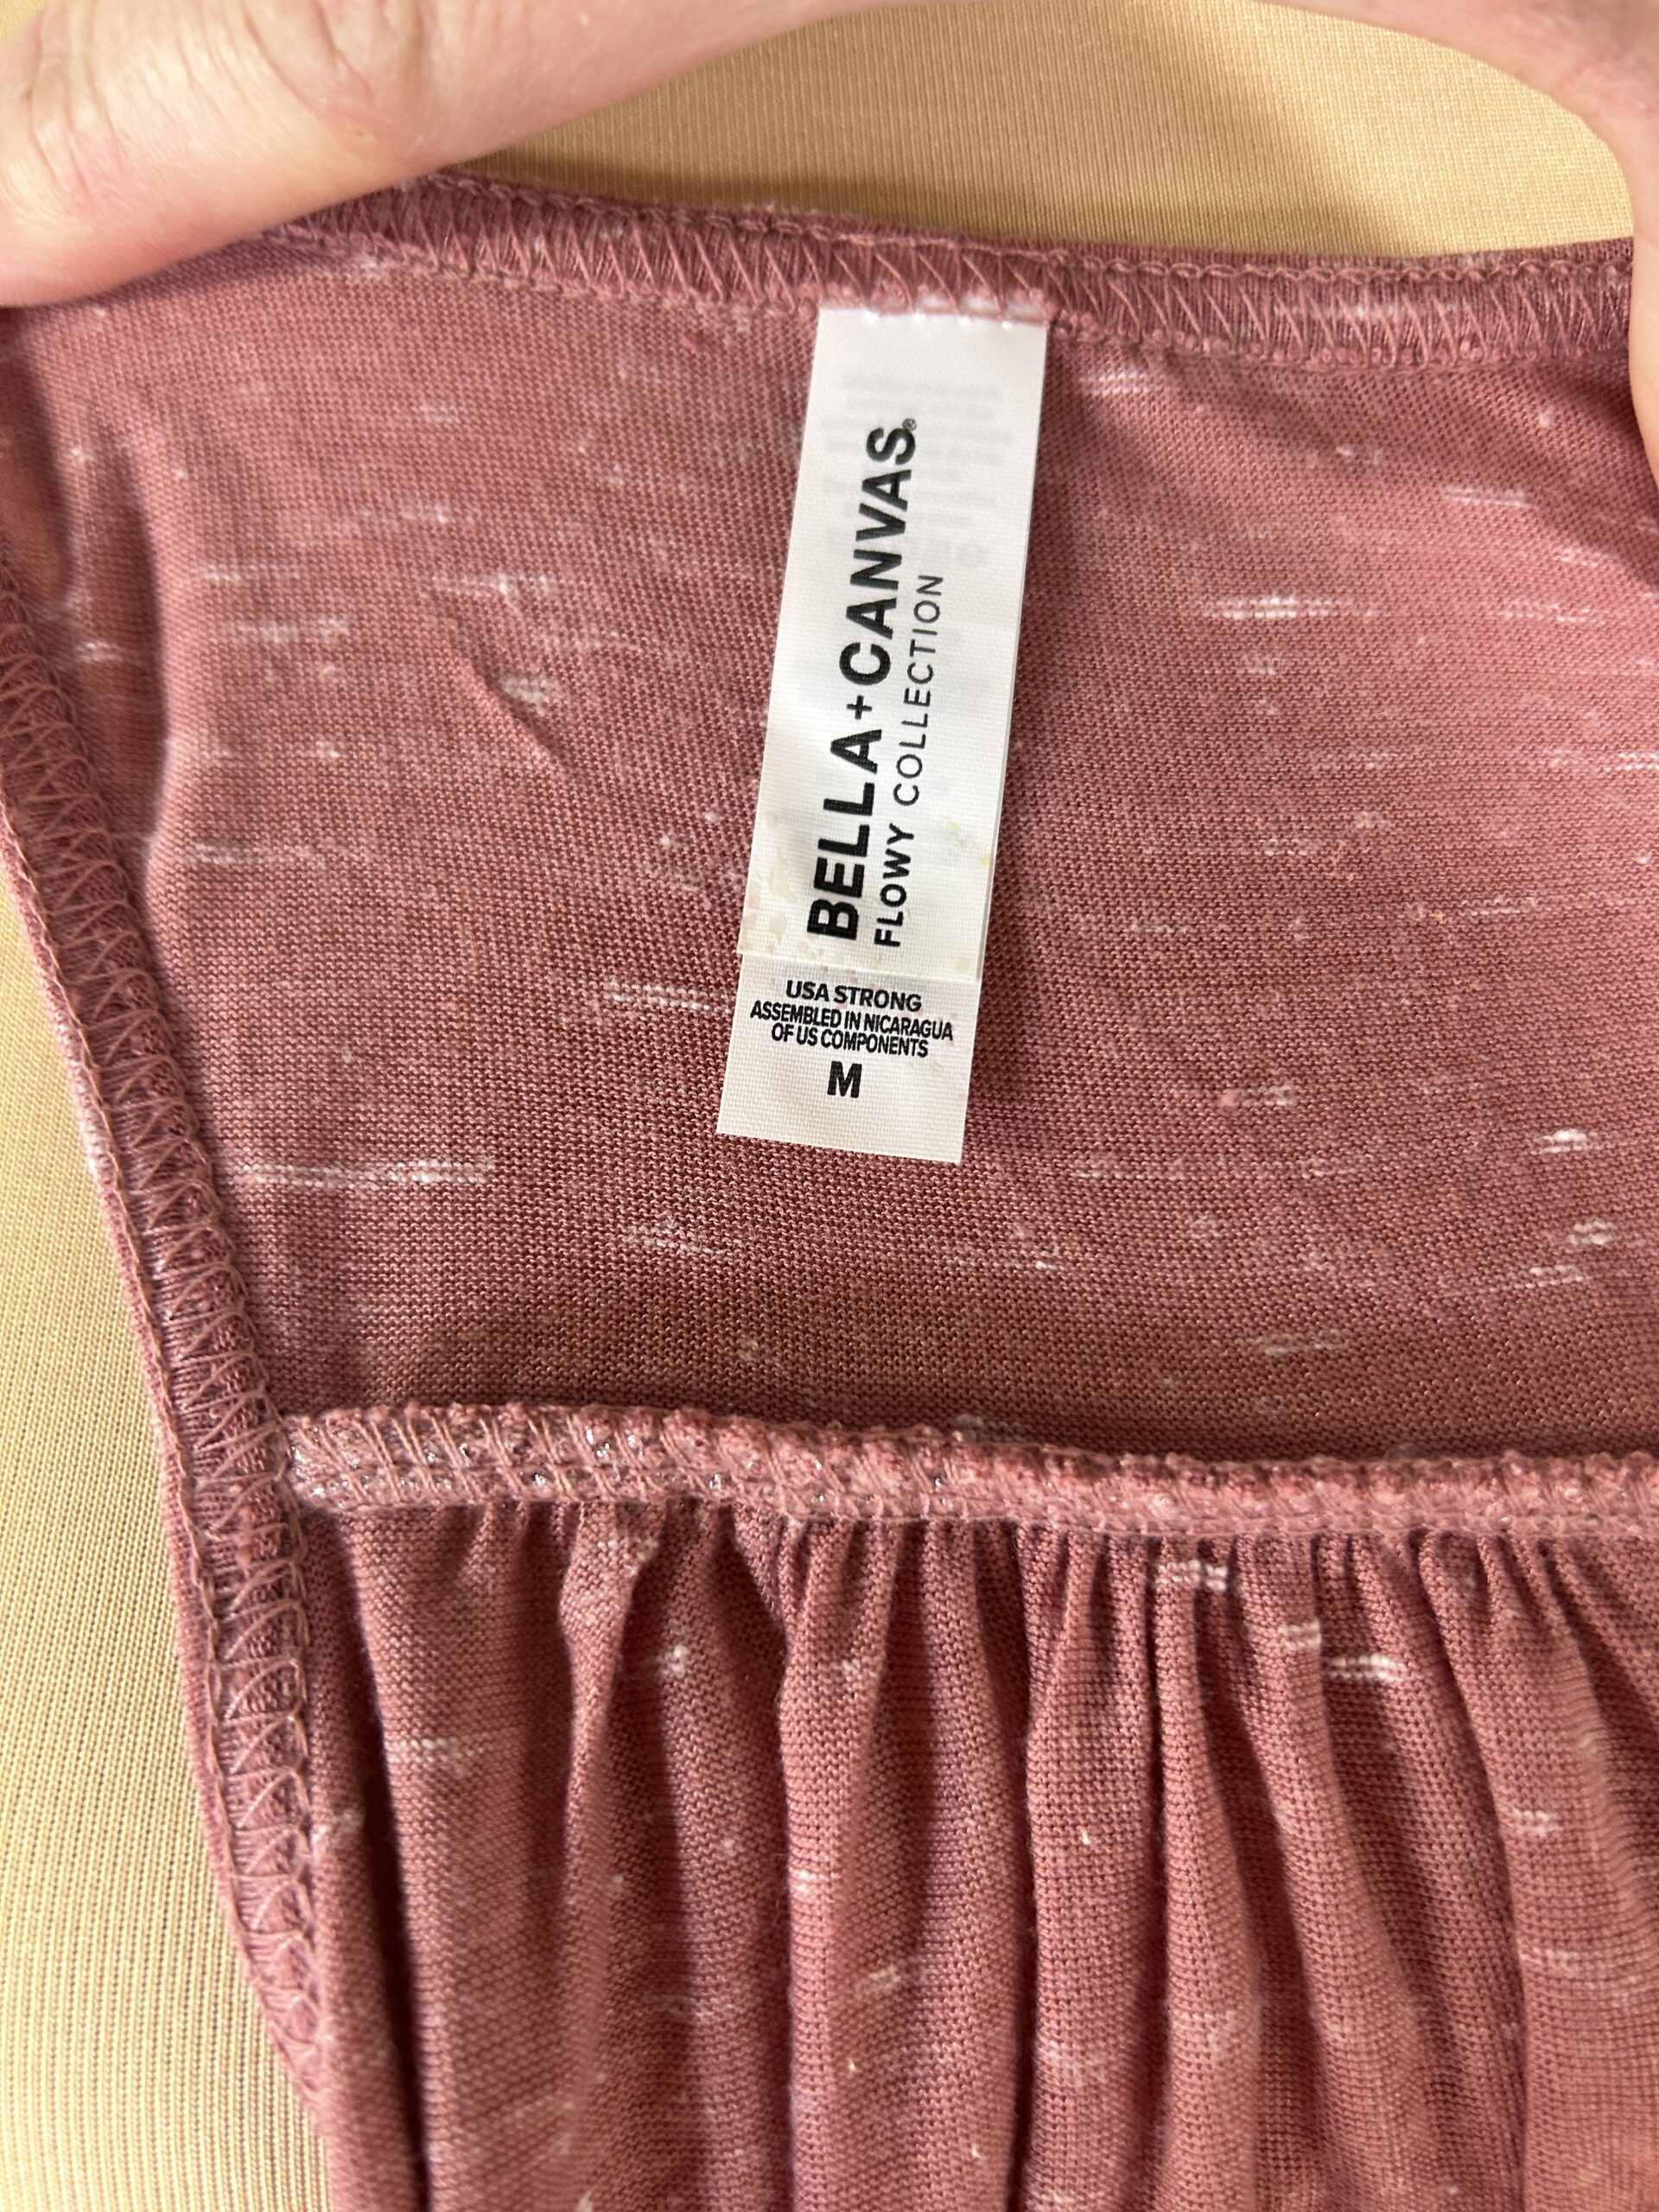 BELLA+CANVAS®
FLOWY COLLECTION
USA STRONG
ASSEMBLED IN NICARAGUA
OF US COMPONENTS
M